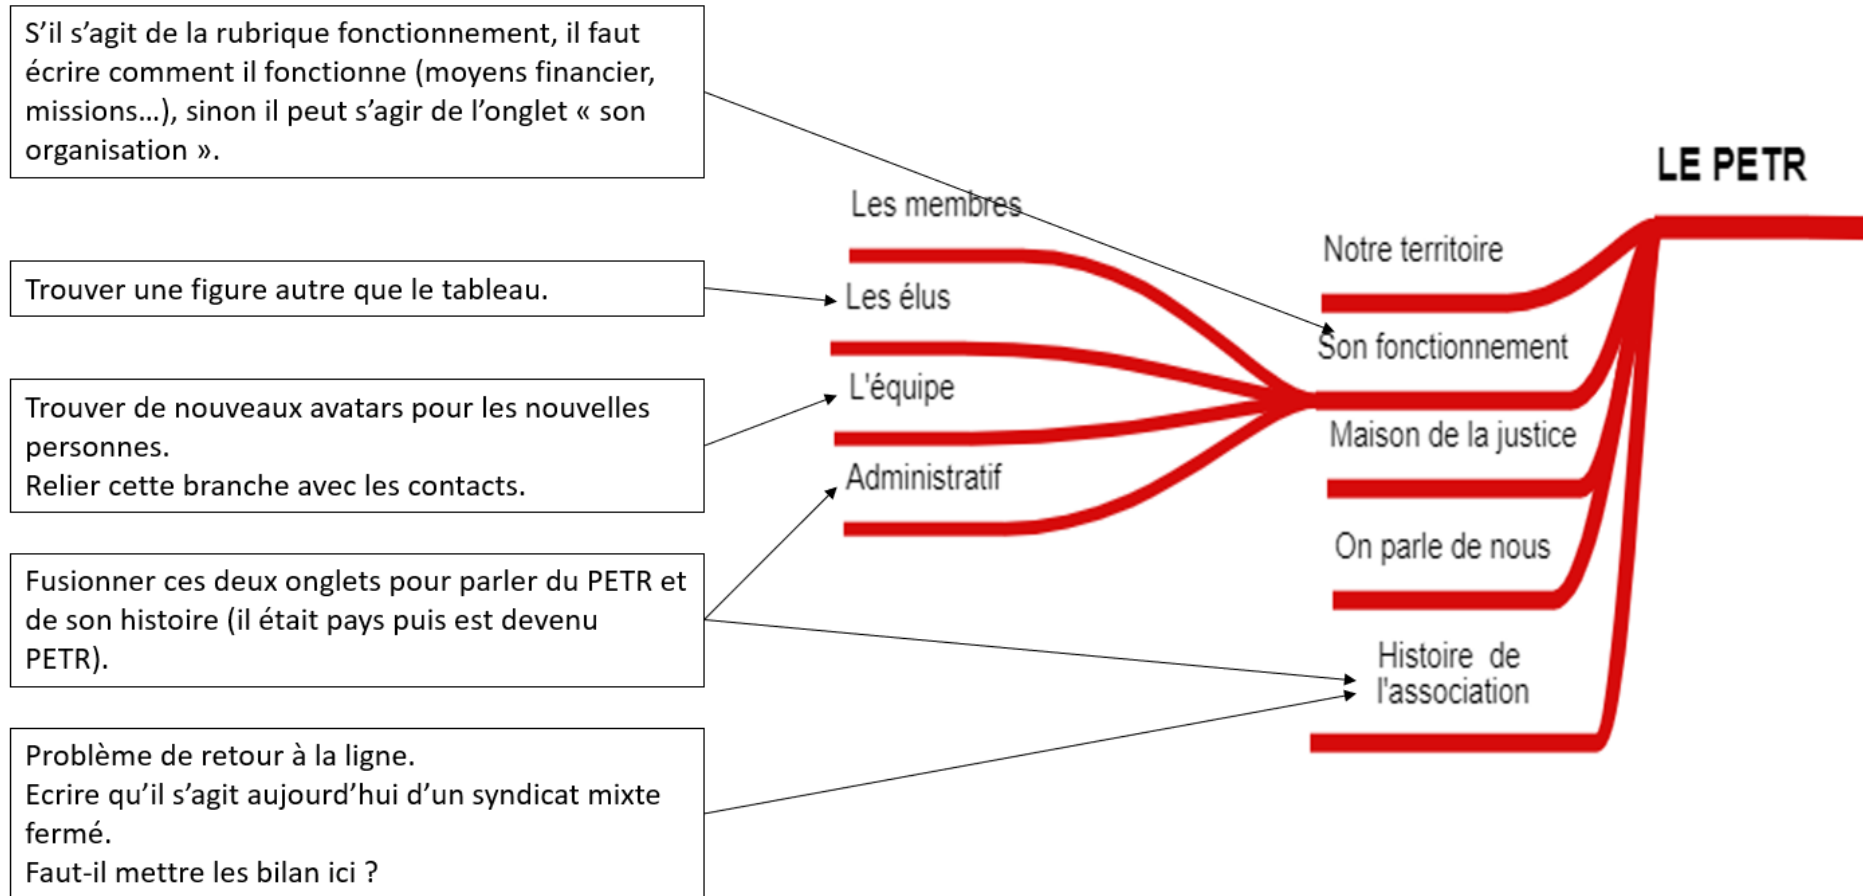 S’il s’agit de la rubrique fonctionnement, il faut
écrire comment il fonctionne (moyens financier,
missions…), sinon il peut s’agir de l’onglet « son
organisation ».
Trouver une figure autre que le tableau.
Trouver de nouveaux avatars pour les nouvelles
personnes.
Relier cette branche avec les contacts.
Fusionner ces deux onglets pour parler du PETR et
de son histoire (il était pays puis est devenu
PETR).
Problème de retour à la ligne.
Ecrire qu’il s’agit aujourd’hui d’un syndicat mixte
fermé.
Faut-il mettre les bilan ici ?
Les membres
Les élus
L'équipe
Administratif
LE PETR
Notre territoire
Son fonctionnement
Maison de la justice
On parle de nous
Histoire de
l'association